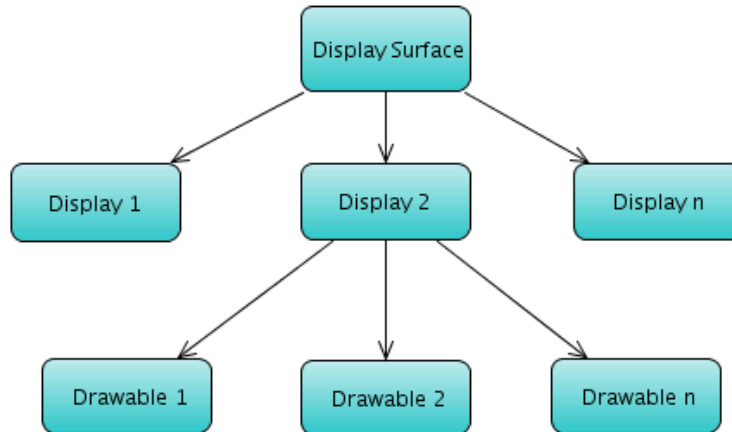 Display Surface
Display 1
Display 2
Display n
Drawable 1
Drawable 2
Drawable n